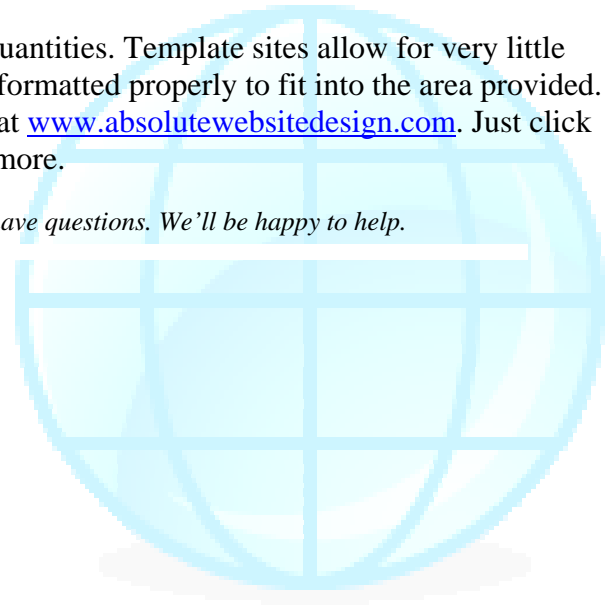 uantities. Template sites allow for very little
formatted properly to fit into the area provided.
at www.absolutewebsitedesign.com. Just click
more.
ave questions. We’ll be happy to help.